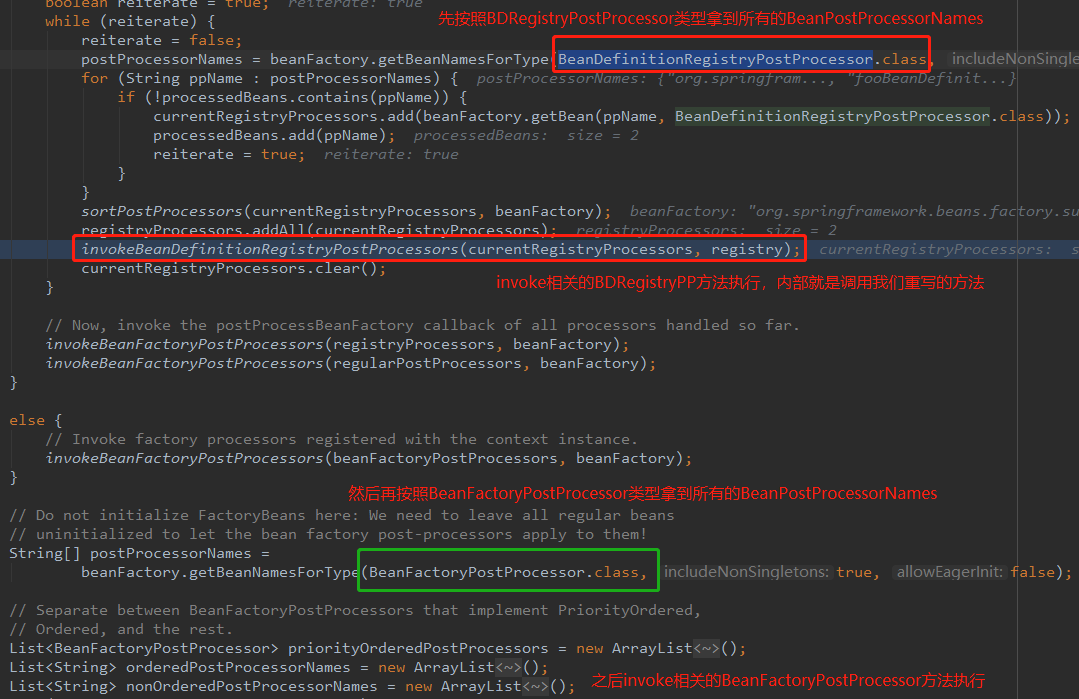 boolean reiterate = true; reiterate: true
while (reiterate) {
先按照BDRegistryPostProcessor类型拿到所有的BeanPostProcessorNames
reiterate = false;
postProcessorNames = beanFactory.getBeanNamesForType(BeanDefinitionRegistryPostProcessor.class, includeNonSingle
for (String ppName : postProcessorNames) { postProcessorNames: {"org.springfram..., "fooBeanDefinit...}
if (!processedBeans.contains(ppName)) {
currentRegistryProcessors.add(beanFactory.getBean(ppName, BeanDefinitionRegistryPostProcessor.class));
processedBeans.add(ppName); processedBeans: size = 2
reiterate = true; reiterate: true
}
}
sortPostProcessors(currentRegistryProcessors, beanFactory); beanFactory: "org.springframework.beans.factory.su
registryProcessors.addAll(currentRegistryProcessors); registryProcessors: size = 2
invokeBeanDefinitionRegistryPostProcessors(currentRegistryProcessors, registry); currentRegistryProcessors: s
currentRegistryProcessors.clear();
invoke相关的BDRegistryPP方法执行，内部就是调用我们重写的方法
}
// Now, invoke the postProcessBeanFactory callback of all processors handled so far.
invokeBeanFactoryPostProcessors(registryProcessors, beanFactory);
invokeBeanFactoryPostProcessors(regularPostProcessors, beanFactory);
}
else {
// Invoke factory processors registered with the context instance.
invokeBeanFactoryPostProcessors(beanFactoryPostProcessors, beanFactory);
}
然后再按照BeanFactoryPostProcessor类型拿到所有的BeanPostProcessorNames
// Do not initialize FactoryBeans here: We need to leave all regular beans
// uninitialized to let the bean factory post-processors apply to them!
String[] postProcessorNames =
beanFactory.getBeanNamesForType(BeanFactoryPostProcessor.class, includeNonSingletons: true, allowEagerInit: false);
// Separate between BeanFactoryPostProcessors that implement PriorityOrdered,
// Ordered, and the rest.
List<BeanFactoryPostProcessor> priorityOrderedPostProcessors = new ArrayList<~>();
List<String> orderedPostProcessorNames = new ArrayList<~>();
List<String> nonOrderedPostProcessorNames = new ArrayList<~>();
之后invoke相关的BeanFactoryPostProcessor方法执行